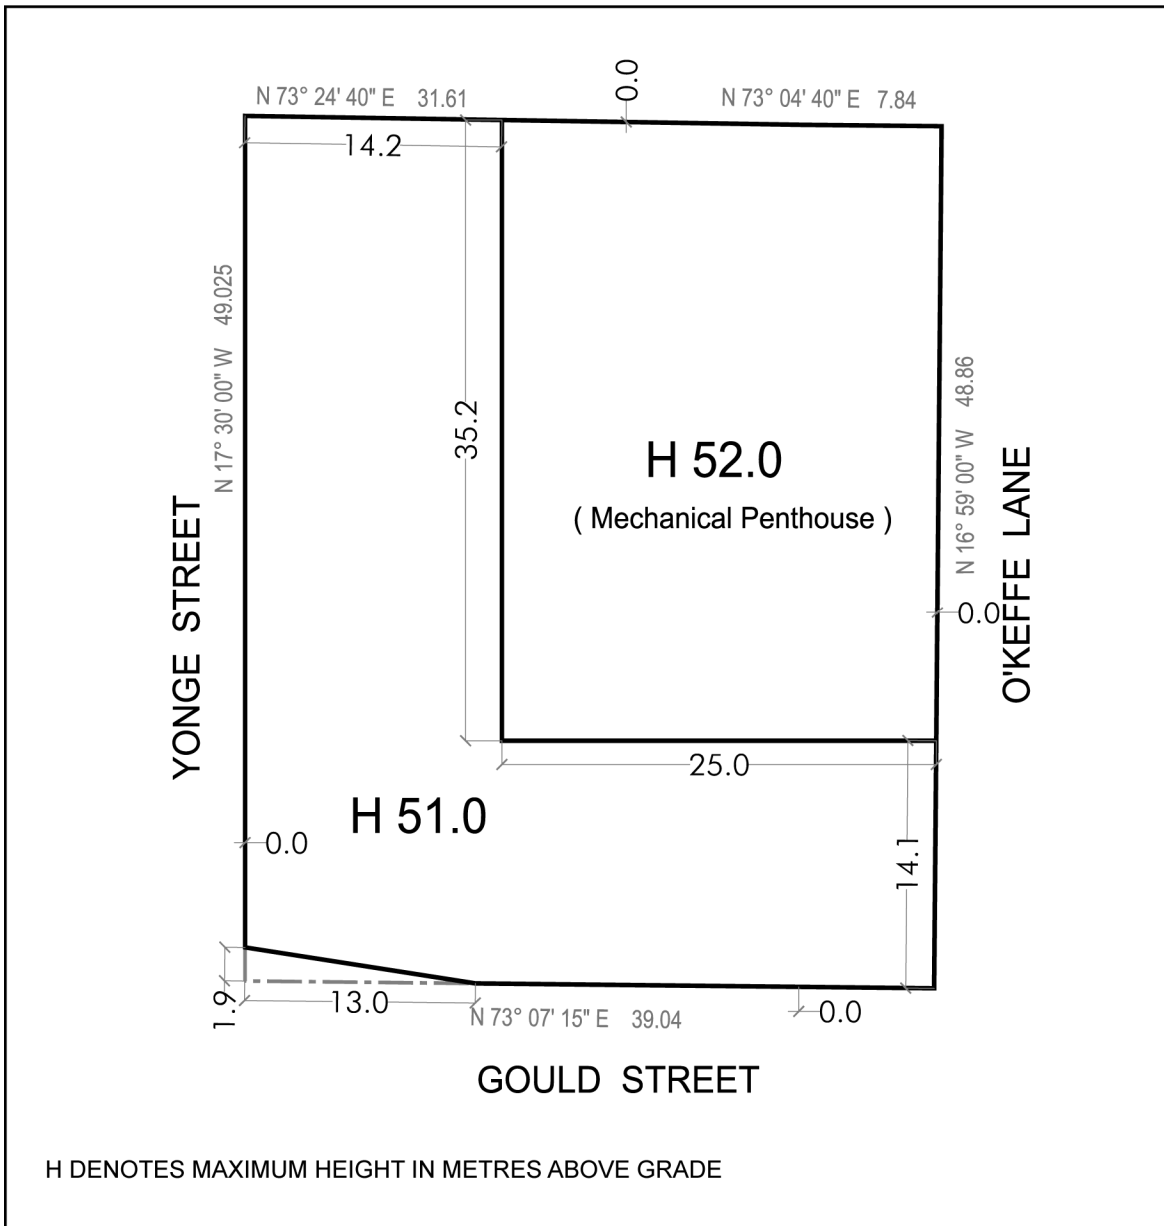 0.0
N 73° 24' 40" E 31.61
N 73° 04' 40" E 7.84
14.2
N 17° 30' 00" W 49.025
35.2
H 52.0
( Mechanical Penthouse )
N 16° 59' 00" W 48.86
O'KEFFE LANE
YONGE STREET
0.0
25.0
H 51.0
0.0
14.1
1.9
13.0
N 73° 07' 15" E 39.04
0.0
GOULD STREET
H DENOTES MAXIMUM HEIGHT IN METRES ABOVE GRADE